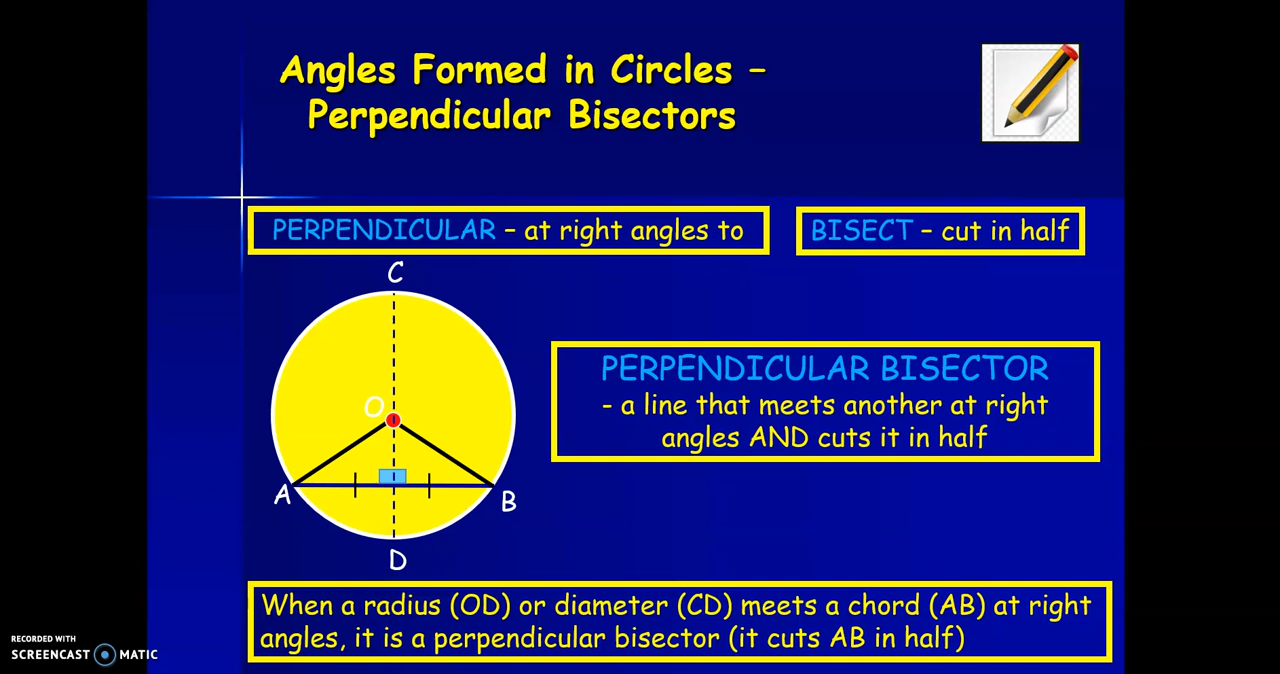 Angles Formed in Circles –
Perpendicular Bisectors
PERPENDICULAR – at right angles to
BISECT – cut in half
C
O
A
B
D
PERPENDICULAR BISECTOR
- a line that meets another at right
angles AND cuts it in half
When a radius (OD) or diameter (CD) meets a chord (AB) at right
angles, it is a perpendicular bisector (it cuts AB in half)
RECORDED WITH
SCREENCAST MATIC